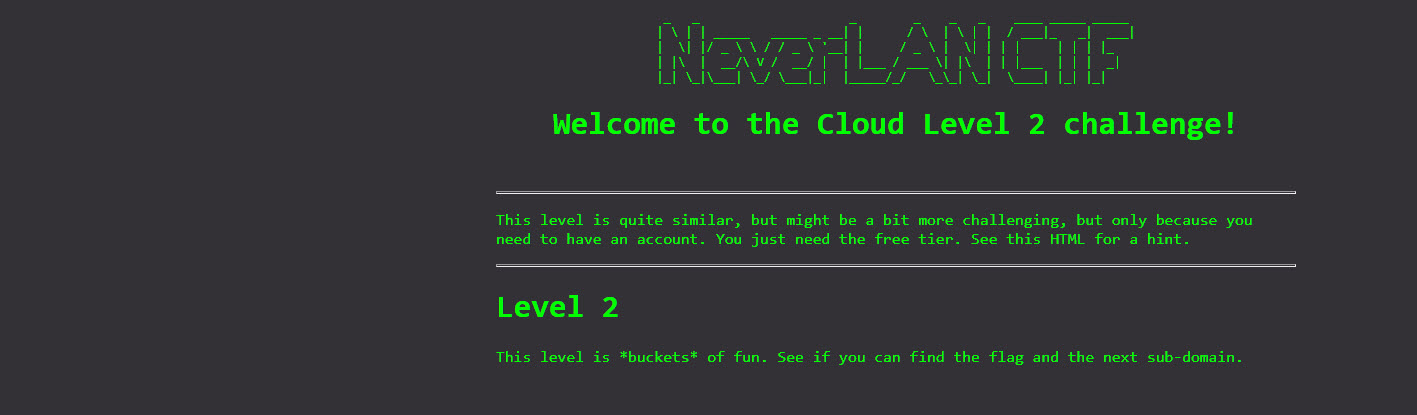 NeverLAN CTF
Welcome to the Cloud Level 2 challenge!
This level is quite similar, but might be a bit more challenging, but only because you
need to have an account. You just need the free tier. See this HTML for a hint.
Level 2
This level is *buckets* of fun. See if you can find the flag and the next sub-domain.